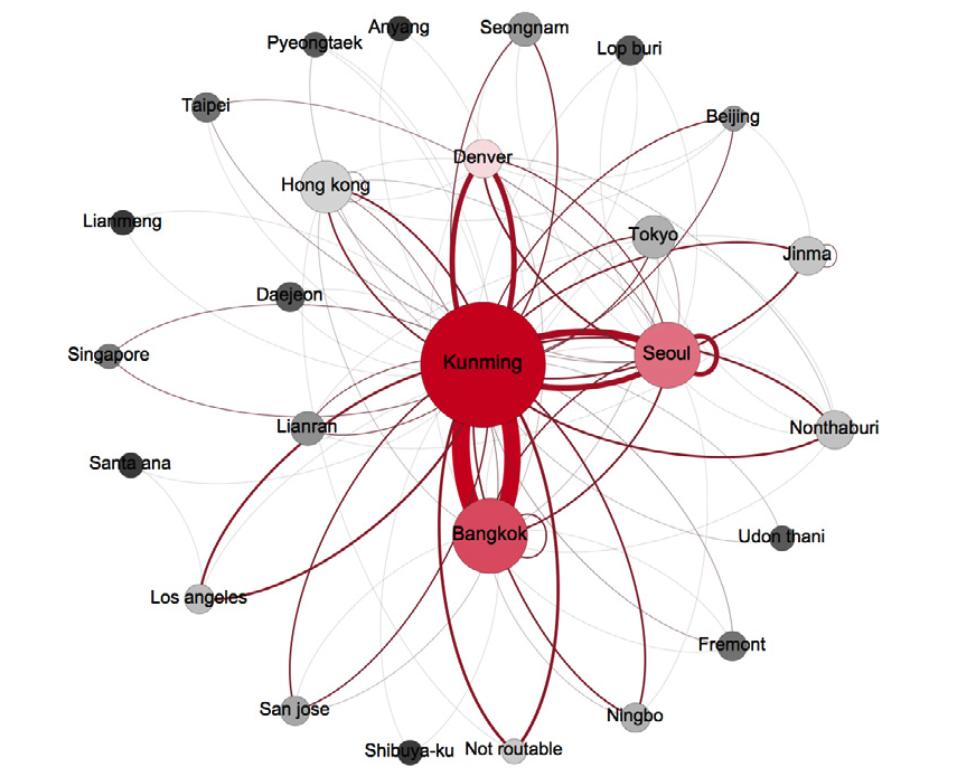 Anyang
Seongnam
Pyeongtaek
Lop buri
Taipei
Beijing
Denver
Hong kong
Lianmeng
Tokyo
Jinma
Daejeon
Singapore
Kunming
Seoul
Lianran
Nonthaburi
Santa ana
Bangkok
Udon thani
Los angeles
Fremont
San jose
Ningbo
Shibuya-ku
Not routable